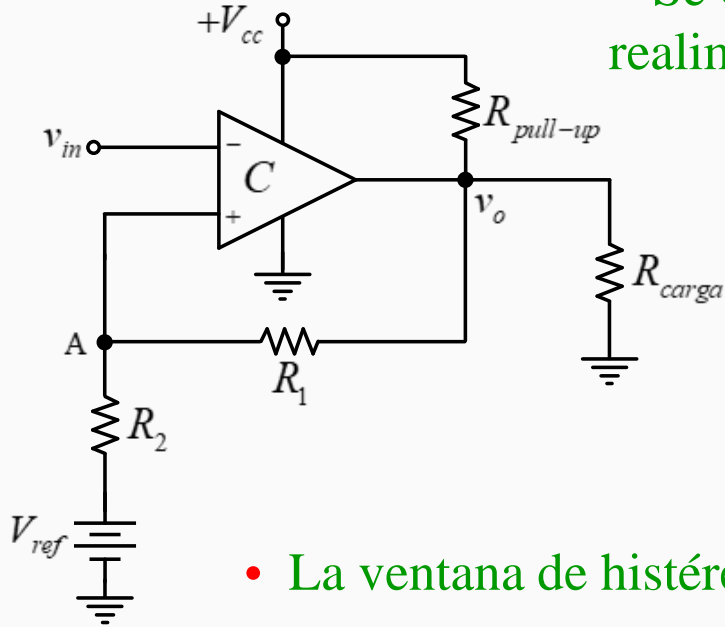 realin
+Vcc
Rpull-up
vin
−
C
+
vo
Rcarga
A
R1
R2
Vref
• La ventana de histére